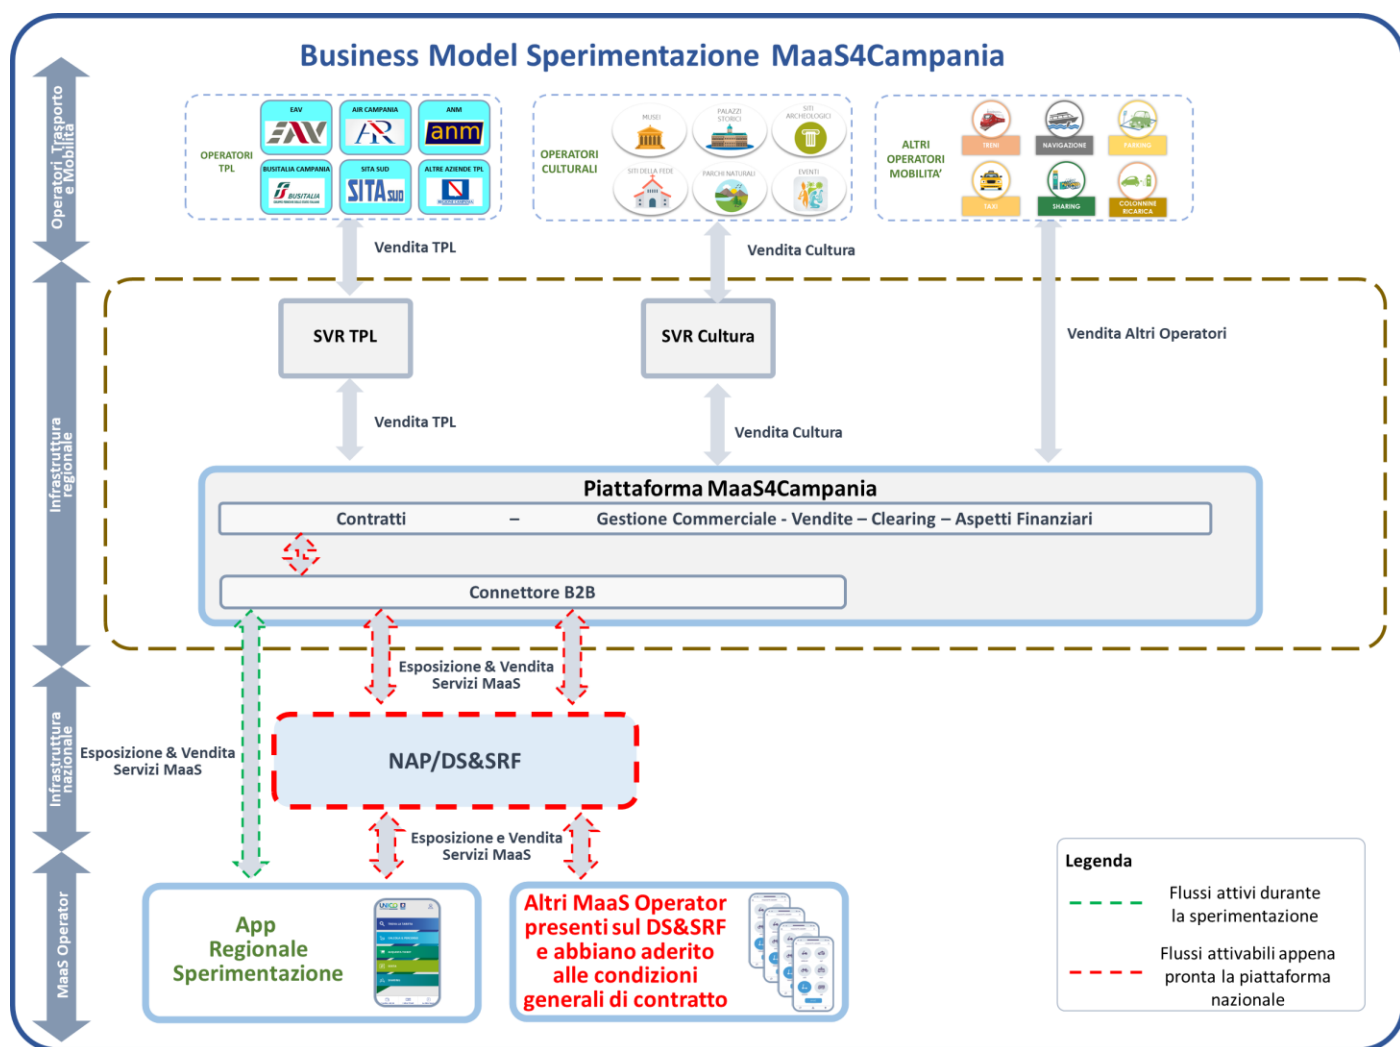 Business Model Sperimentazione MaaS4Campania
Operatori Trasporto
e Mobilità
OPERATORI
TPL
EAV
EAV
AIR CAMPANIA
AIR
ANM
anm
BUSITALIA CAMPANIA
BUSITALIA
SITA SUD
SITA SUD
ALTRE AZIENDE TPL
REGIONE CAMPANIA
OPERATORI
CULTURALI
MUSEI
PALAZZI
STORICI
SITI
ARCHEOLOGICI
SITI DELLA FEDE
PARCHI NATURALI
EVENTI
ALTRI
OPERATORI
MOBILITA'
TRENI
NAVIGAZIONE
PARKING
TAXI
SHARING
COLONNINE
RICARICA
Vendita TPL
Vendita Cultura
Vendita Altri Operatori
Infrastruttura
regionale
SVR TPL
SVR Cultura
Vendita TPL
Vendita Cultura
Piattaforma MaaS4Campania
Contratti – Gestione Commerciale - Vendite – Clearing – Aspetti Finanziari
Connettore B2B
Esposizione & Vendita
Servizi MaaS
Infrastruttura
nazionale
Esposizione & Vendita
Servizi MaaS
NAP/DS&SRF
Esposizione e Vendita
Servizi MaaS
MaaS Operator
App
Regionale
Sperimentazione
UNICO
Altri MaaS Operator
presenti sul DS&SRF
e abbiano aderito
alle condizioni
generali di contratto
Legenda
Flussi attivi durante
la sperimentazione
Flussi attivabili appena
pronta la piattaforma
nazionale